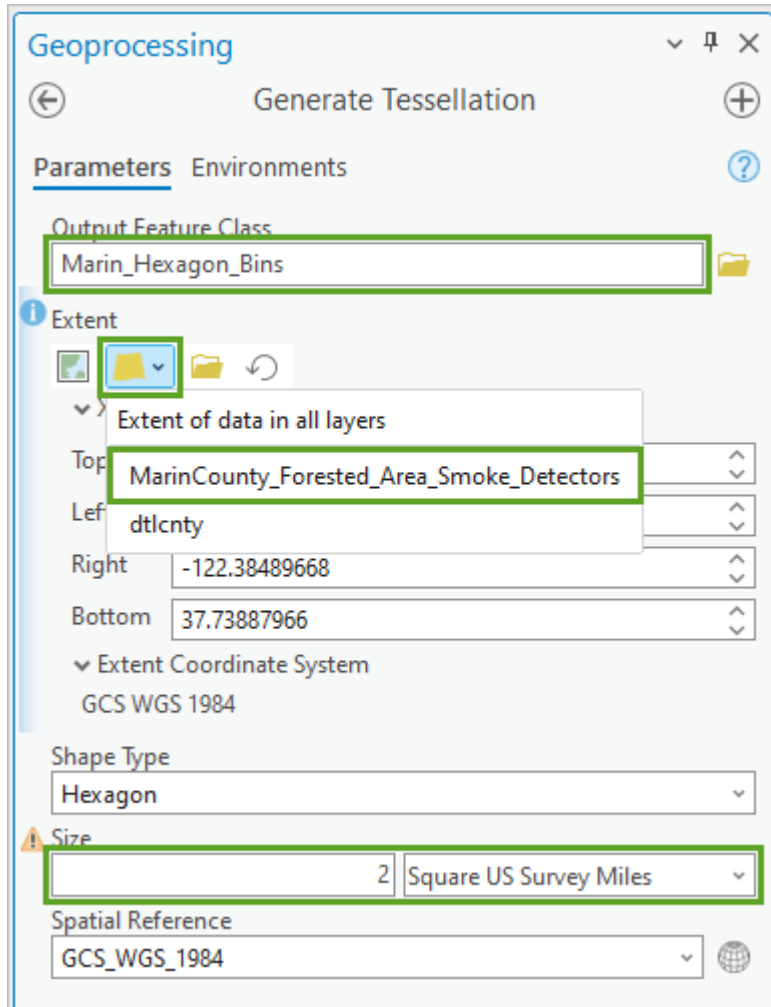 Geoprocessing
Generate Tessellation
Parameters Environments
Output Feature Class
Marin_Hexagon_Bins
Extent
Extent of data in all layers
Top
MarinCounty_Forested_Area_Smoke_Detectors
Lef
dtlcnty
Right -122.38489668
Bottom 37.73887966
Extent Coordinate System
GCS WGS 1984
Shape Type
Hexagon
Size
2 Square US Survey Miles
Spatial Reference
GCS_WGS_1984